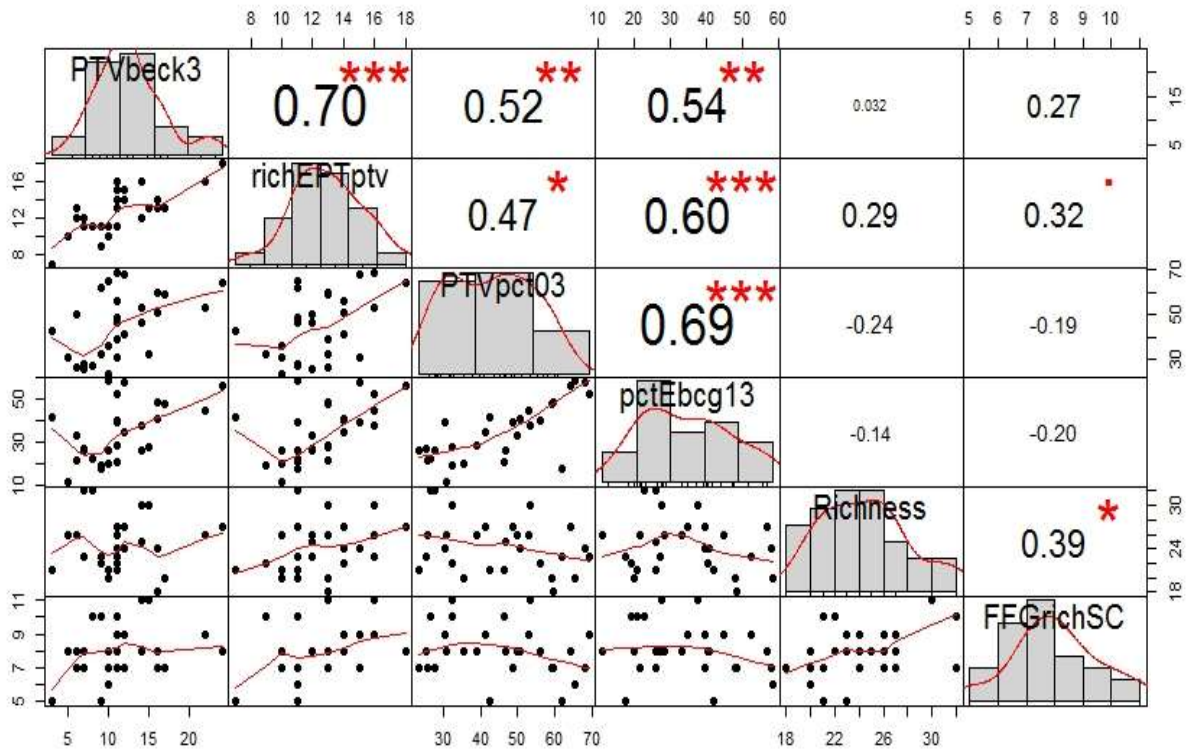 8 10 12 14 16 18 10 20 30 40 50 60 5 6 7 8 9 10
PTVbeck3 0.70 *** 0.52 ** 0.54 ** 0.032 0.27 5 15
8 12 16 richEPTptv 0.47 * 0.60 *** 0.29 0.32 .
PTVpct03 0.69 *** -0.24 -0.19 30 50 70
10 30 50 pctEbcg13 -0.14 -0.20
Richness 0.39 * 18 24 30
5 7 9 11 FFGrichSC
5 10 15 20 30 40 50 60 70 18 22 26 30